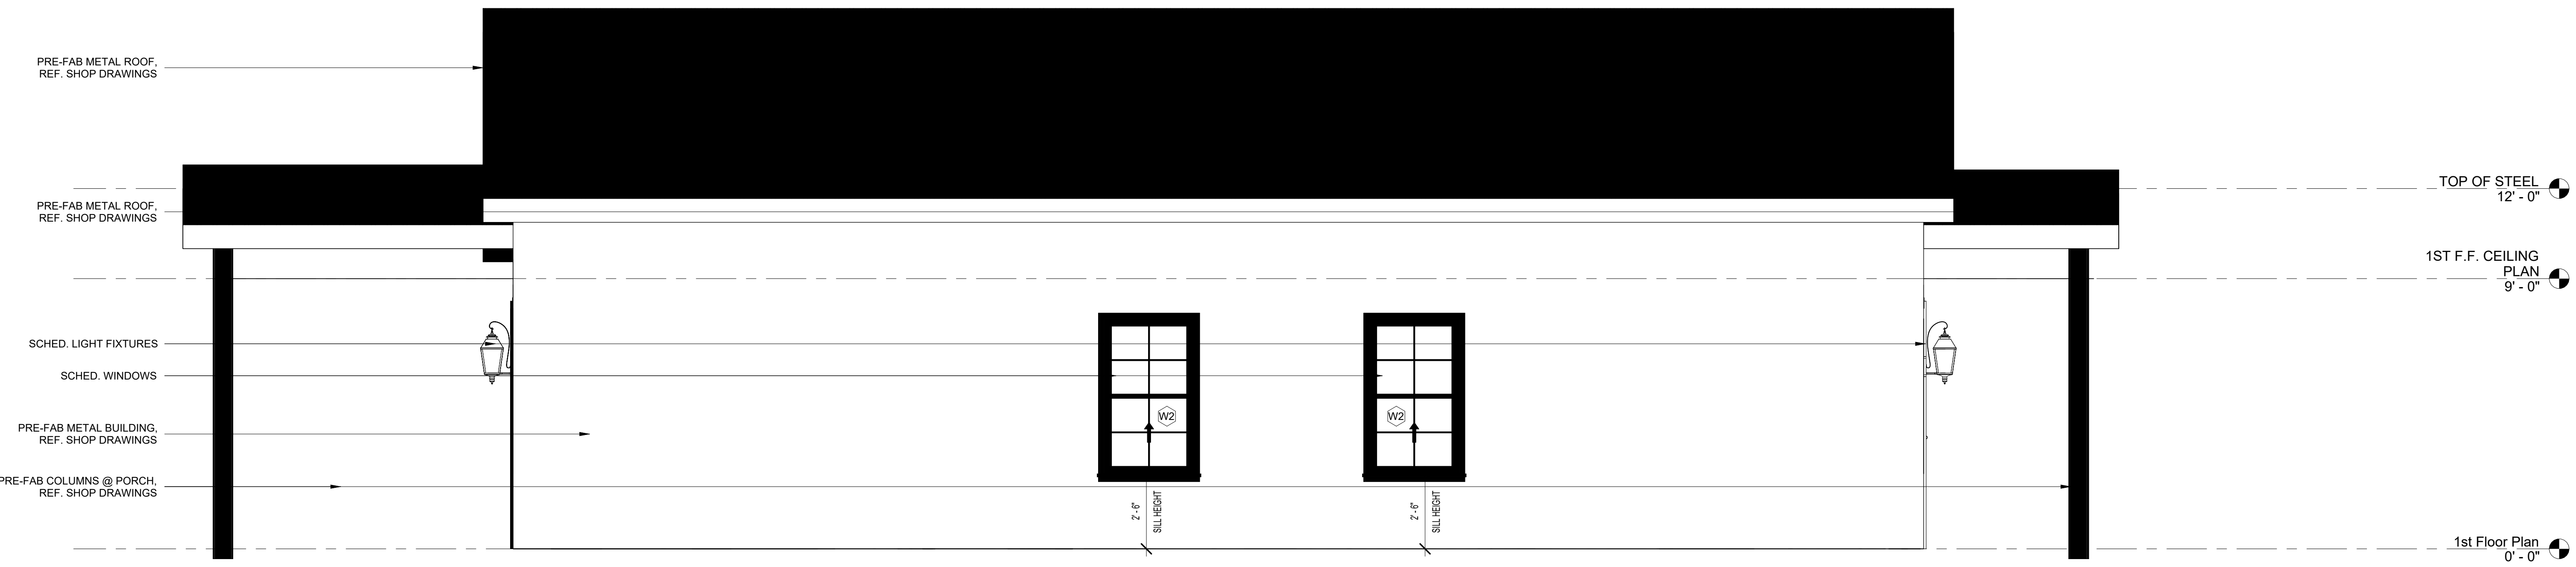 PRE-FAB METAL ROOF,
REF. SHOP DRAWINGS
TOP OF STEEL
12' - 0"
PRE-FAB METAL ROOF,
REF. SHOP DRAWINGS
1ST F.F. CEILING
PLAN
9' - 0"
SCHED. LIGHT FIXTURES
SCHED. WINDOWS
W2
W2
PRE-FAB METAL BUILDING,
REF. SHOP DRAWINGS
PRE-FAB COLUMNS @ PORCH,
REF. SHOP DRAWINGS
2' - 6"
SILL HEIGHT
2' - 6"
SILL HEIGHT
1st Floor Plan
0' - 0"